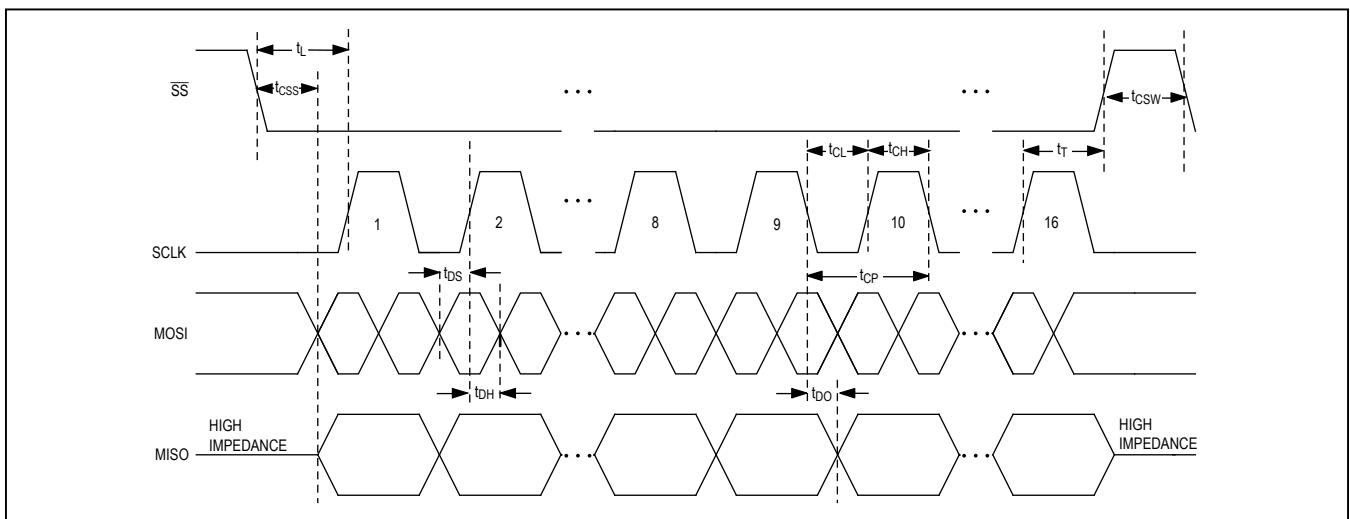 tL
SS
tCSS
tCSW
tCL
tCH
tT
1
2
8
9
10
16
SCLK
tDS
tCP
MOSI
tDH
tDO
HIGH
IMPEDANCE
MISO
HIGH
IMPEDANCE